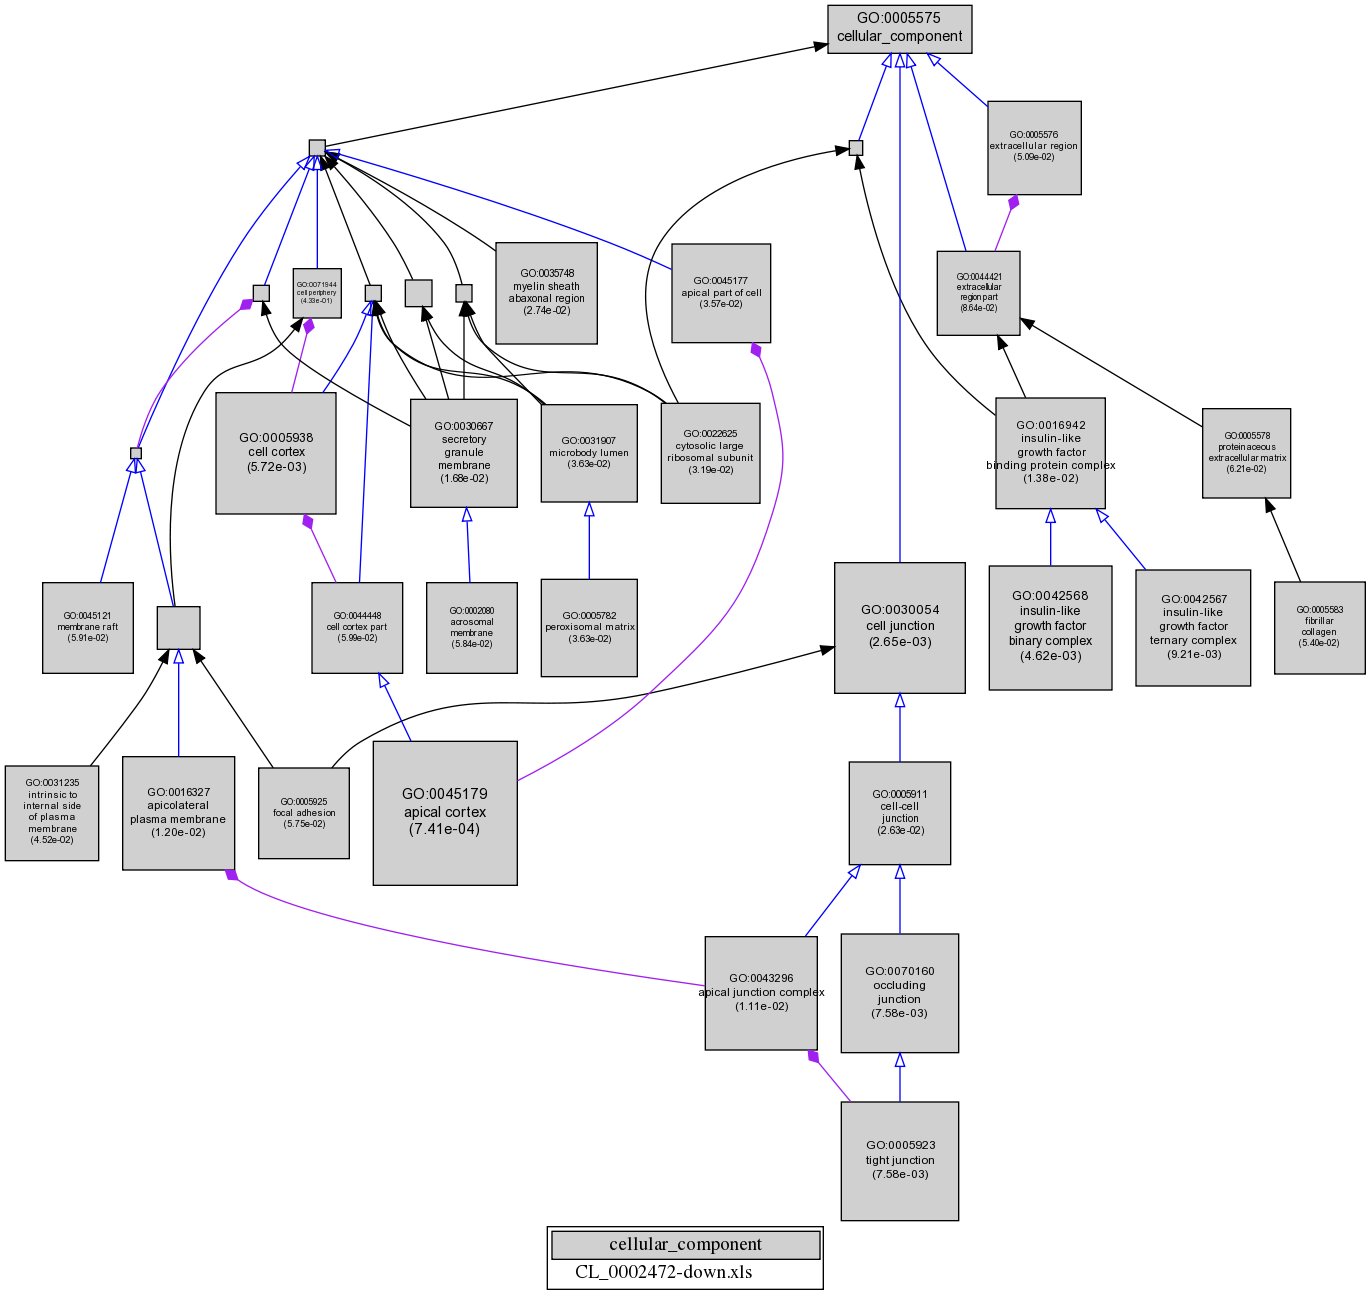 GO:0005575
cellular_component
GO:0005576
extracellular region
(5.09e-02)
GO:0071944
cell periphery
(4.33e-01)
GO:0035748
myelin sheath
abaxonal region
(2.74e-02)
GO:0045177
apical part of cell
(3.57e-02)
GO:0044421
extracellular
region part
(8.64e-02)
GO:0005938
cell cortex
(5.72e-03)
GO:0030667
secretory
granule
membrane
(1.68e-02)
GO:0031907
microbody lumen
(3.63e-02)
GO:0022625
cytosolic large
ribosomal subunit
(3.19e-02)
GO:0016942
insulin-like
growth factor
binding protein complex
(1.38e-02)
GO:0005578
proteinaceous
extracellular matrix
(6.21e-02)
GO:0045121
membrane raft
(5.91e-02)
GO:0044448
cell cortex part
(5.99e-02)
GO:0002080
acrosomal
membrane
(5.84e-02)
GO:0005782
peroxisomal matrix
(3.63e-02)
GO:0030054
cell junction
(2.65e-03)
GO:0042568
insulin-like
growth factor
binary complex
(4.62e-03)
GO:0042567
insulin-like
growth factor
ternary complex
(9.21e-03)
GO:0005583
fibrillar
collagen
(5.40e-02)
GO:0031235
intrinsic to
internal side
of plasma
membrane
(4.52e-02)
GO:0016327
apicolateral
plasma membrane
(1.20e-02)
GO:0005925
focal adhesion
(5.75e-02)
GO:0045179
apical cortex
(7.41e-04)
GO:0005911
cell-cell
junction
(2.63e-02)
GO:0043296
apical junction complex
(1.11e-02)
GO:0070160
occluding
junction
(7.58e-03)
GO:0005923
tight junction
(7.58e-03)
cellular_component
CL_0002472-down.xls